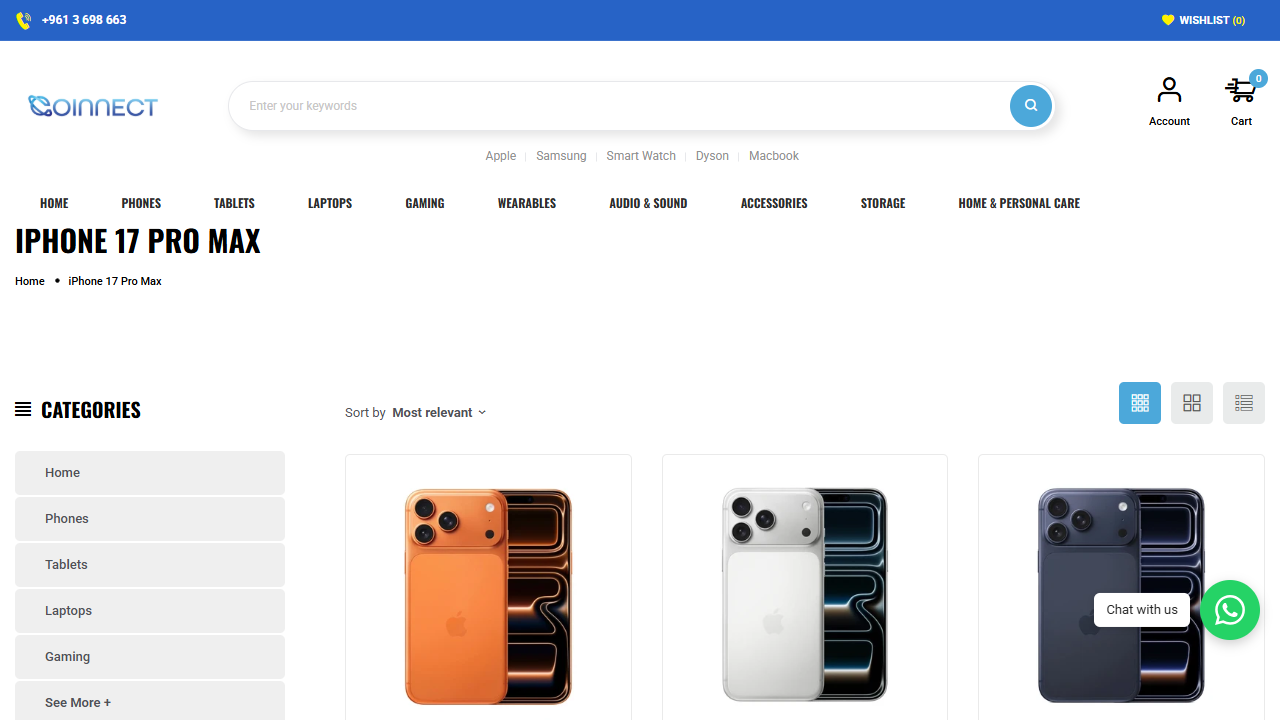 +961 3 698 663
WISHLIST (0)
COINNECT
Enter your keywords
0
Account
Cart
Apple
Samsung
Smart Watch
Dyson
Macbook
HOME
PHONES
TABLETS
LAPTOPS
GAMING
WEARABLES
AUDIO & SOUND
ACCESSORIES
STORAGE
HOME & PERSONAL CARE
IPHONE 17 PRO MAX
Home • iPhone 17 Pro Max
CATEGORIES
Sort by Most relevant
Home
Phones
Tablets
Laptops
Gaming
See More +
Chat with us